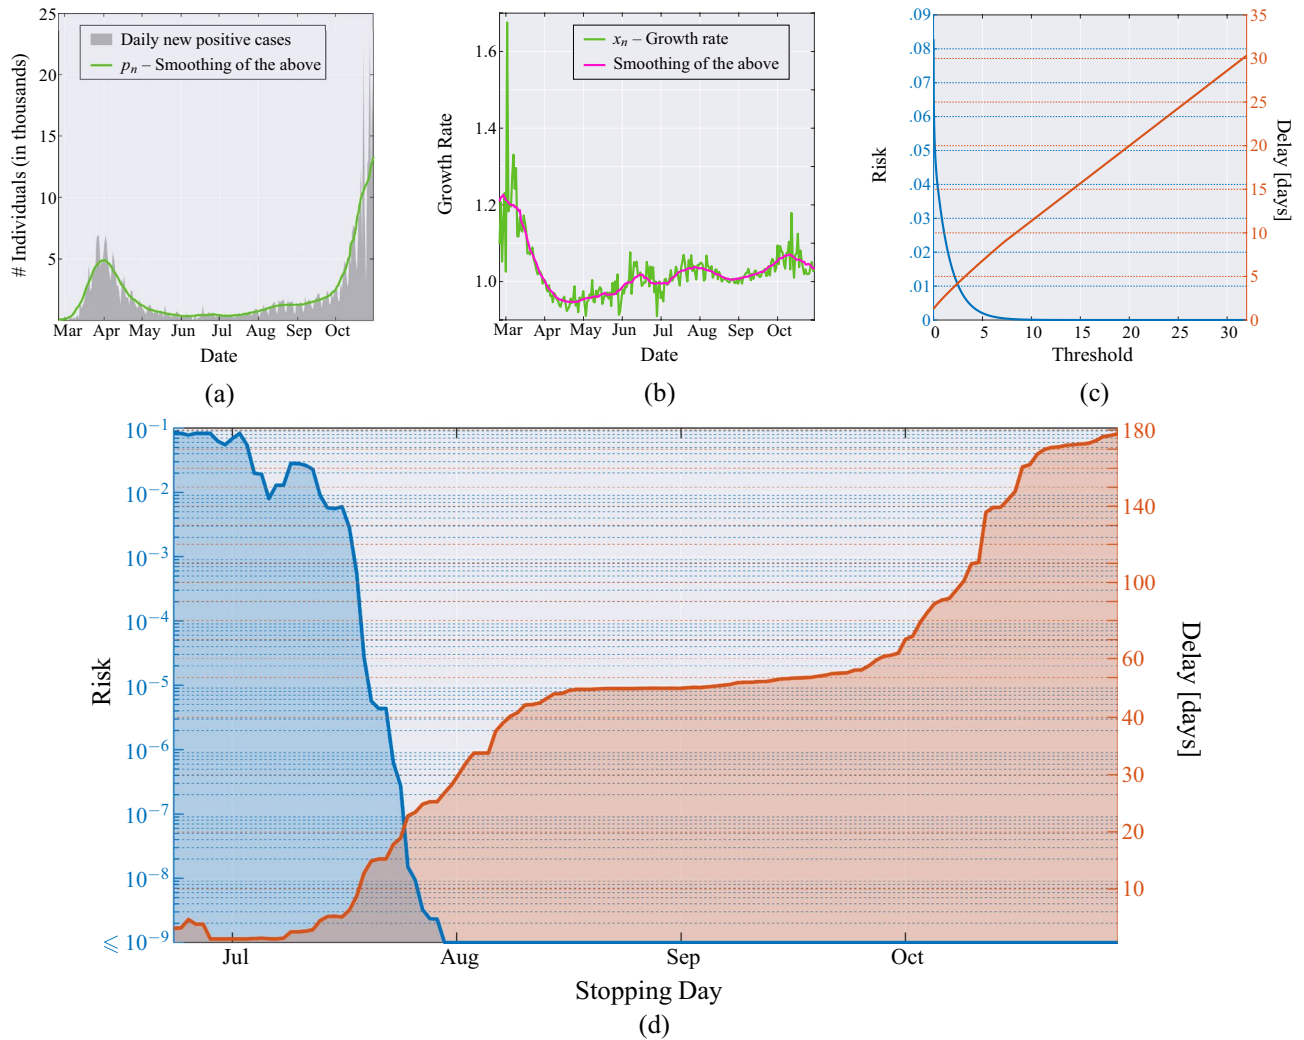 25
20
15
10
5
# Individuals (in thousands)
Daily new positive cases
pₙ – Smoothing of the above
Mar Apr May Jun Jul Aug Sep Oct
Date
(a)
1.6
1.4
1.2
1.0
Growth Rate
xₙ – Growth rate
Smoothing of the above
Mar Apr May Jun Jul Aug Sep Oct
Date
(b)
.09
.08
.07
.06
.05
.04
.03
.02
.01
0
Risk
35
30
25
20
15
10
5
0
Delay [days]
0 5 10 15 20 25 30
Threshold
(c)
10⁻¹
10⁻²
10⁻³
10⁻⁴
10⁻⁵
10⁻⁶
10⁻⁷
10⁻⁸
≪ 10⁻⁹
Risk
180
140
100
60
40
30
20
10
Delay [days]
Jul Aug Sep Oct
Stopping Day
(d)